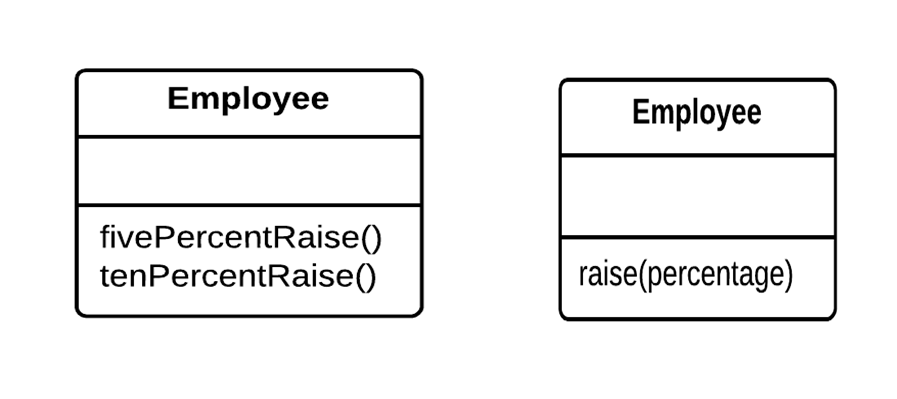 Employee
fivePercentRaise()
tenPercentRaise()
Employee
raise(percentage)